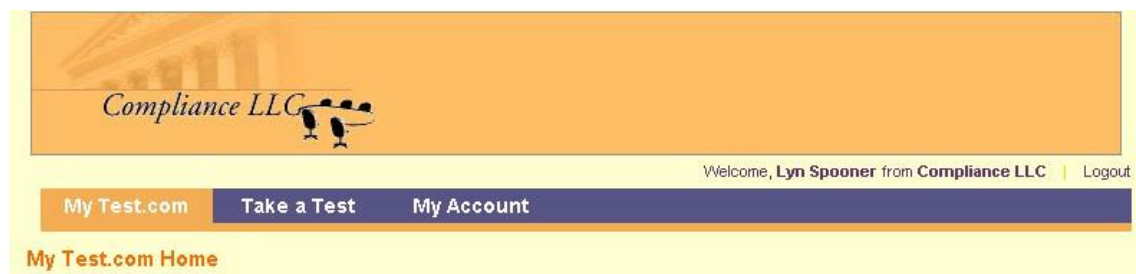 Compliance LLC
Welcome, Lyn Spooner from Compliance LLC | Logout
My Test.com Take a Test My Account
My Test.com Home